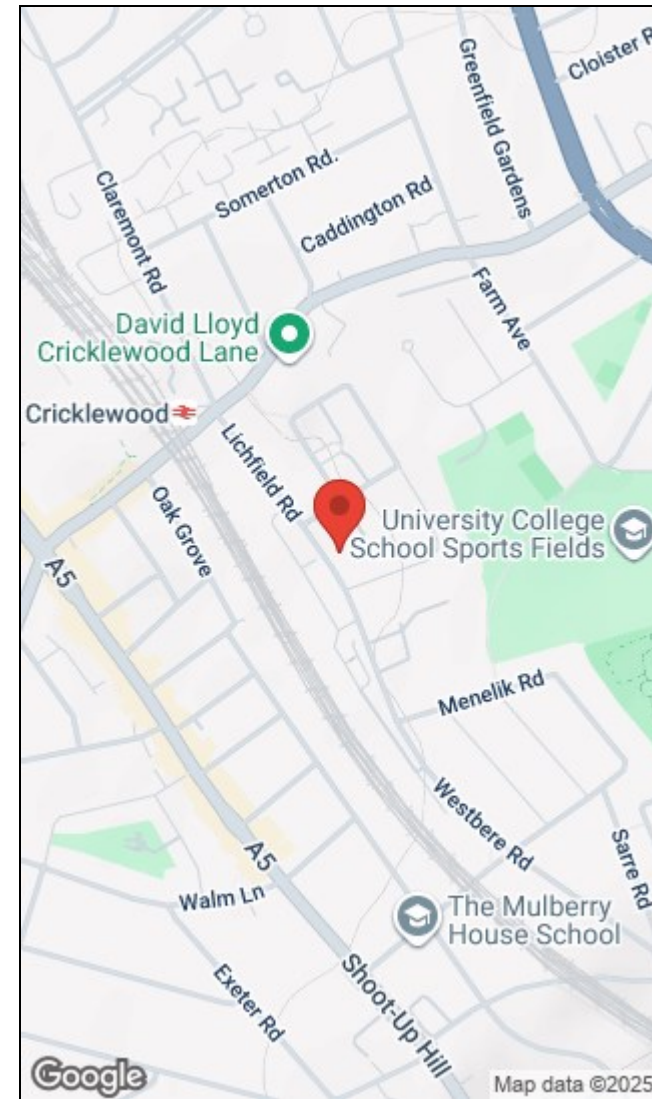 Greenfield Gardens
Cloister R
Somerton Rd.
Claremont Rd
Caddington Rd
Farm Ave
David Lloyd
Cricklewood Lane
Cricklewood
Lichfield Rd
Oak Grove
University College
School Sports Fields
A5
Menelik Rd
Westbere Rd
Sarre Rd
A5
Walm Ln
The Mulberry
House School
Exeter Rd
Shoot-Up Hill
Google
Map data ©2025